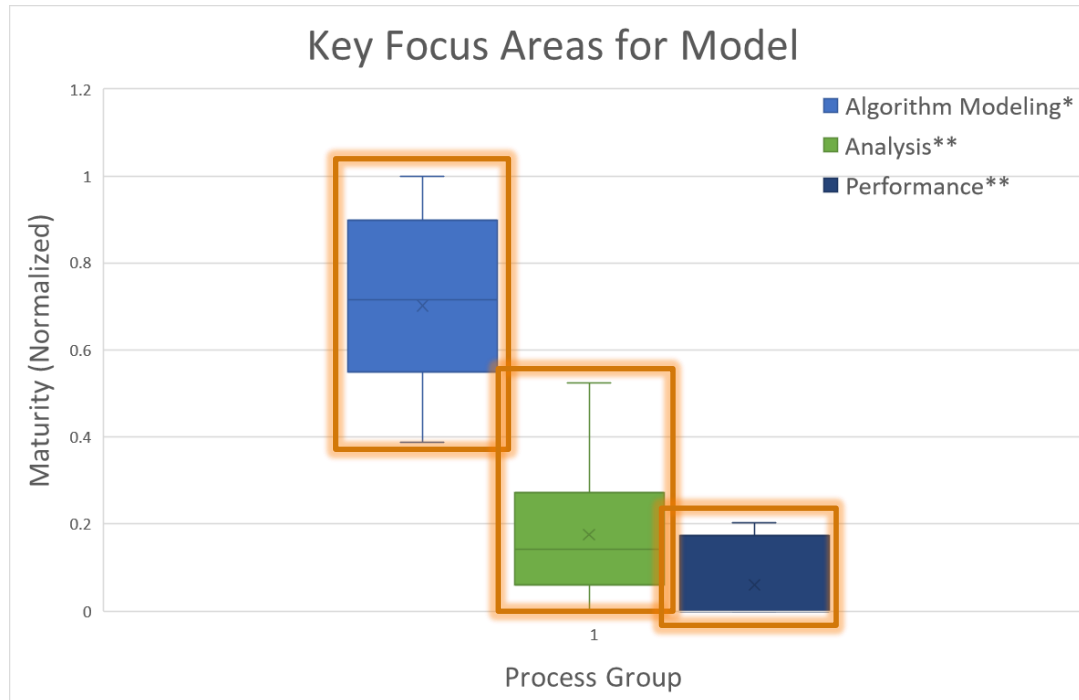 Key Focus Areas for Model
1.2
Algorithm Modeling*
Analysis**
Performance**
1
0.8
0.6
0.4
0.2
0
Maturity (Normalized)
1
Process Group